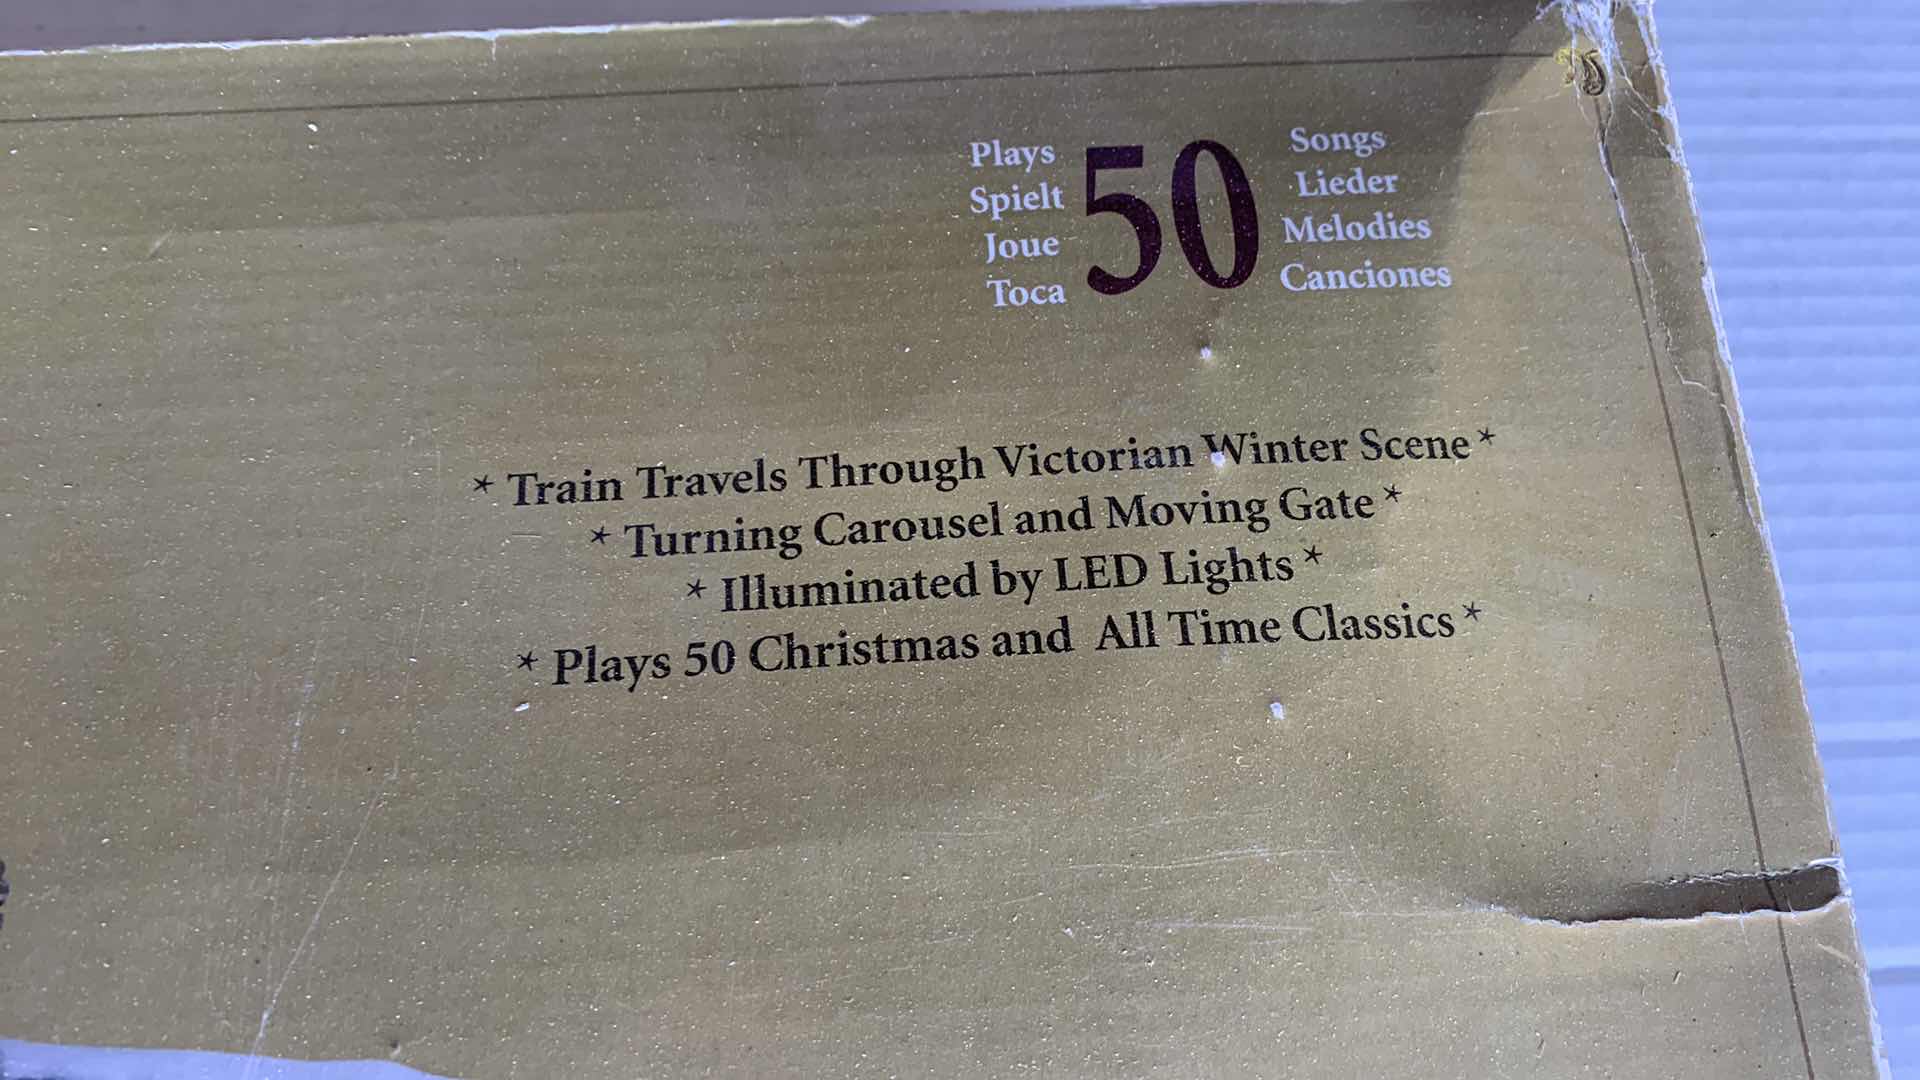 Plays 50 Songs
Spielt Lieder
Joue Melodies
Toca Canciones
* Train Travels Through Victorian Winter Scene *
* Turning Carousel and Moving Gate *
* Illuminated by LED Lights *
* Plays 50 Christmas and All Time Classics *